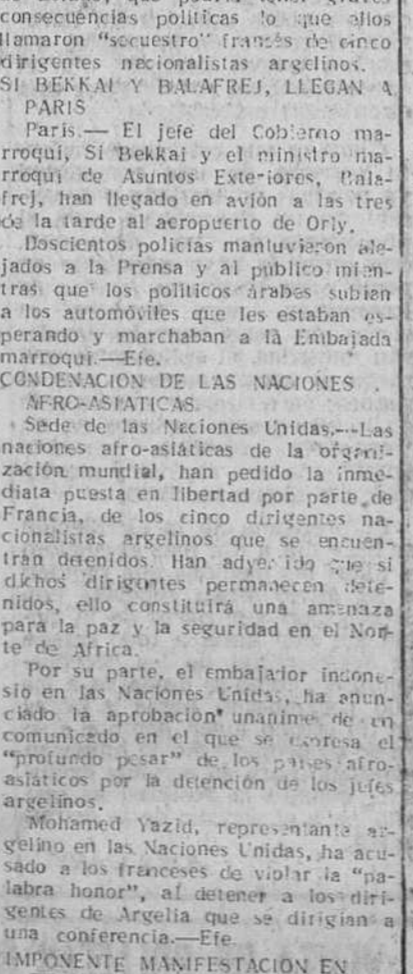 consecuencias políticas lo que ellos
llamaron "secuestro" francés de cinco
dirigentes nacionalistas argelinos.
SI BEKKAI Y BALAFREJ, LLEGAN A
PARIS
París.— El jefe del Gobierno ma-
rroquí, Si Bekkai y el ministro ma-
rroquí de Asuntos Exteriores, Bala-
frej, han llegado en avión a las tres
de la tarde al aeropuerto de Orly.
Doscientos policías mantuvieron ale-
jados a la Prensa y al público mien-
tras que los políticos árabes subían
a los automóviles que les estaban es-
perando y marchaban a la Embajada
marroquí.—Efe.
CONDENACION DE LAS NACIONES
AFRO-ASIATICAS.
Sede de las Naciones Unidas.—Las
naciones afro-asiáticas de la organi-
zación mundial, han pedido la inme-
diata puesta en libertad por parte de
Francia, de los cinco dirigentes na-
cionalistas argelinos que se encuen-
tran detenidos. Han advertido que si
dichos dirigentes permanecen dete-
nidos, ello constituirá una amenaza
para la paz y la seguridad en el Nor-
te de Africa.
Por su parte, el embajador indone-
sio en las Naciones Unidas, ha anun-
ciado la aprobación unánime de un
comunicado en el que se expresa el
"profundo pesar" de los países afro-
asiáticos por la detención de los jefes
argelinos.
Mohamed Yazid, representante ar-
gelino en las Naciones Unidas, ha acu-
sado a los franceses de violar la "pa-
labra honor", al detener a los diri-
gentes de Argelia que se dirigían a
una conferencia.—Efe.
IMPONENTE MANIFESTACION EN